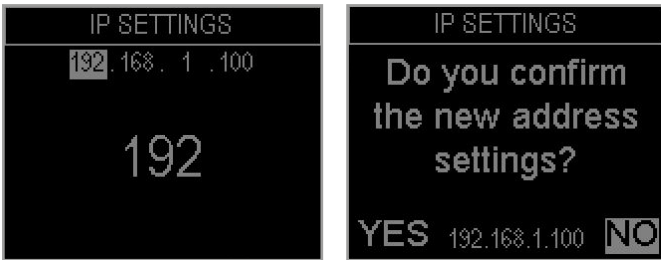 IP SETTINGS
192. 168. 1 .100
192
IP SETTINGS
Do you confirm
the new address
settings?
YES 192.168.1.100 NO